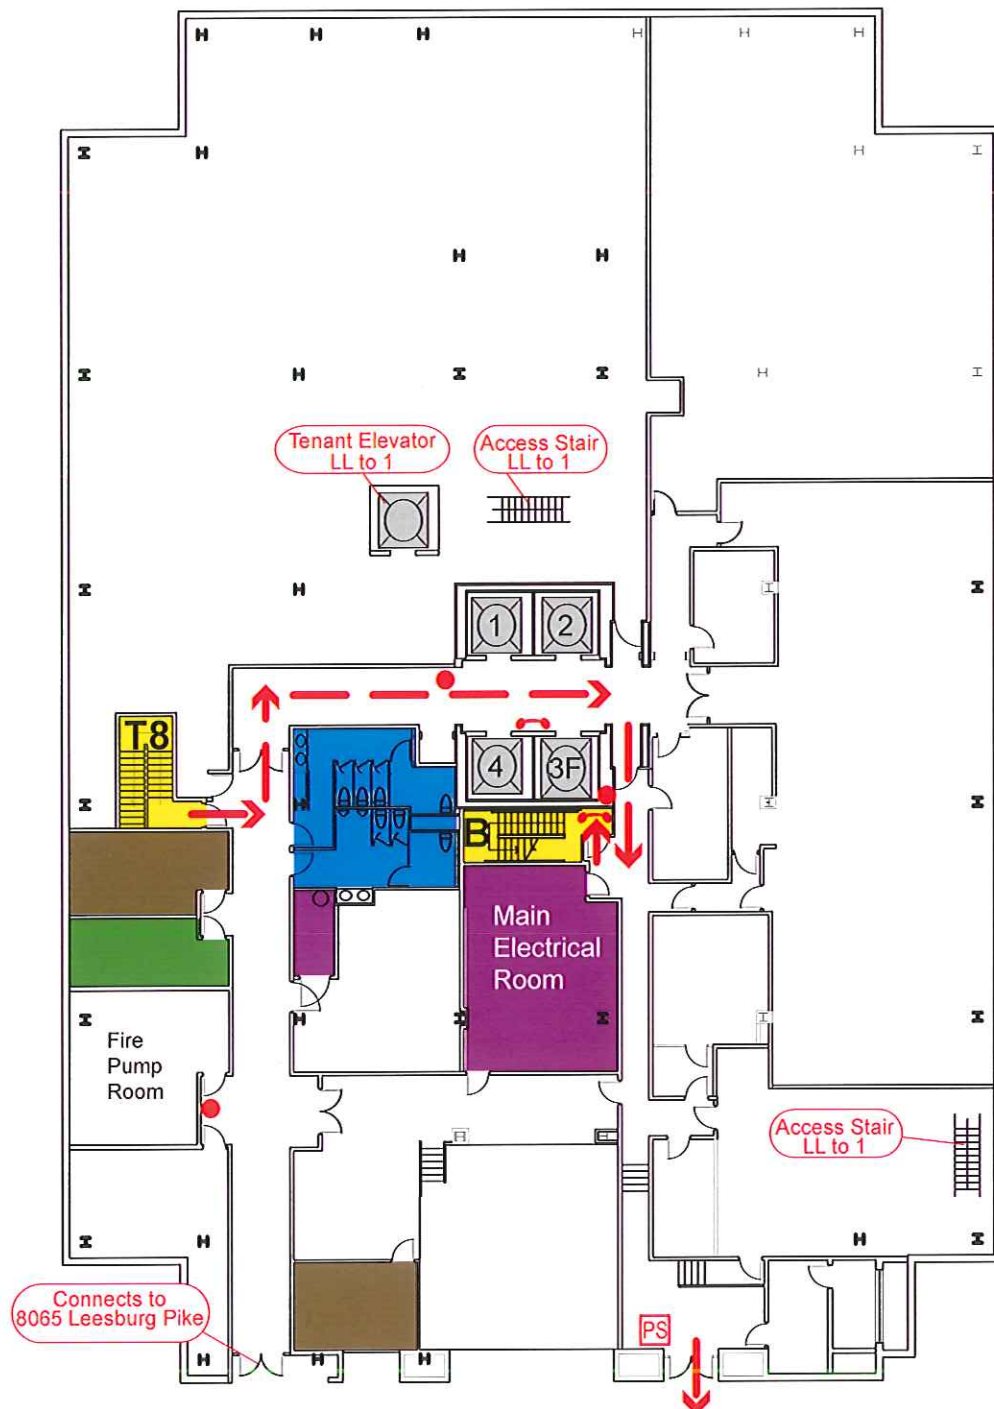 Tenant Elevator
LL to 1
Access Stair
LL to 1
1
2
T8
4
3F
B
Main
Electrical
Room
Fire
Pump
Room
Access Stair
LL to 1
Connects to
8065 Leesburg Pike
PS